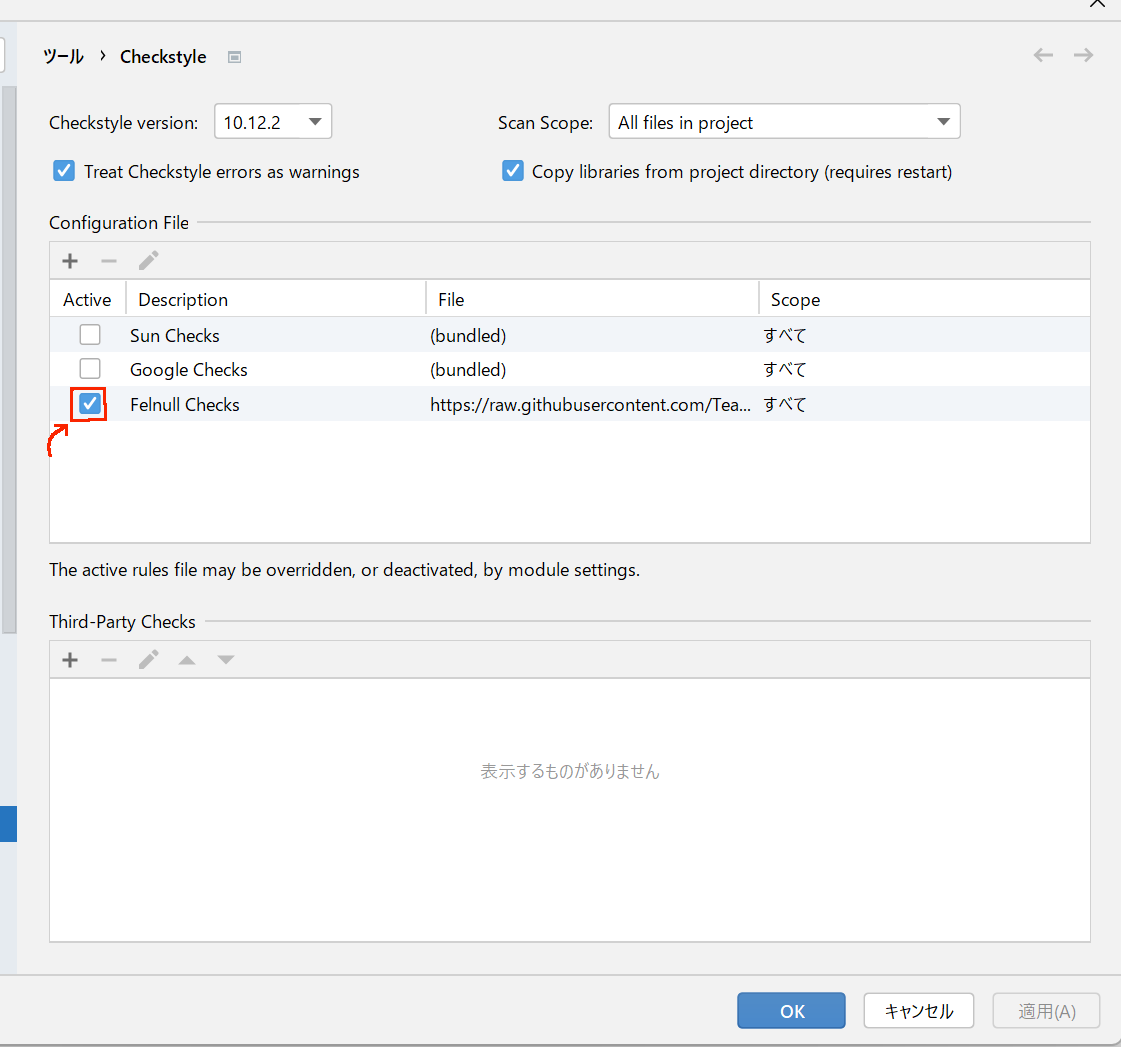 ツール › Checkstyle
Checkstyle version: 10.12.2 Scan Scope: All files in project
Treat Checkstyle errors as warnings Copy libraries from project directory (requires restart)
Configuration File
Active Description File Scope
Sun Checks (bundled) すべて
Google Checks (bundled) すべて
Felnull Checks https://raw.githubusercontent.com/Tea... すべて
The active rules file may be overridden, or deactivated, by module settings.
Third-Party Checks
表示するものがありません
OK キャンセル 適用(A)